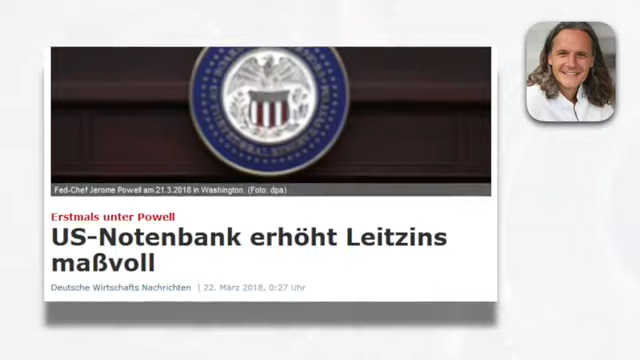 Fed-Chef Jerome Powell am 21.3.2018 in Washington. (Foto: dpa)
Erstmals unter Powell
US-Notenbank erhöht Leitzins
maßvoll
Deutsche Wirtschafts Nachrichten | 22. März 2018, 0:27 Uhr